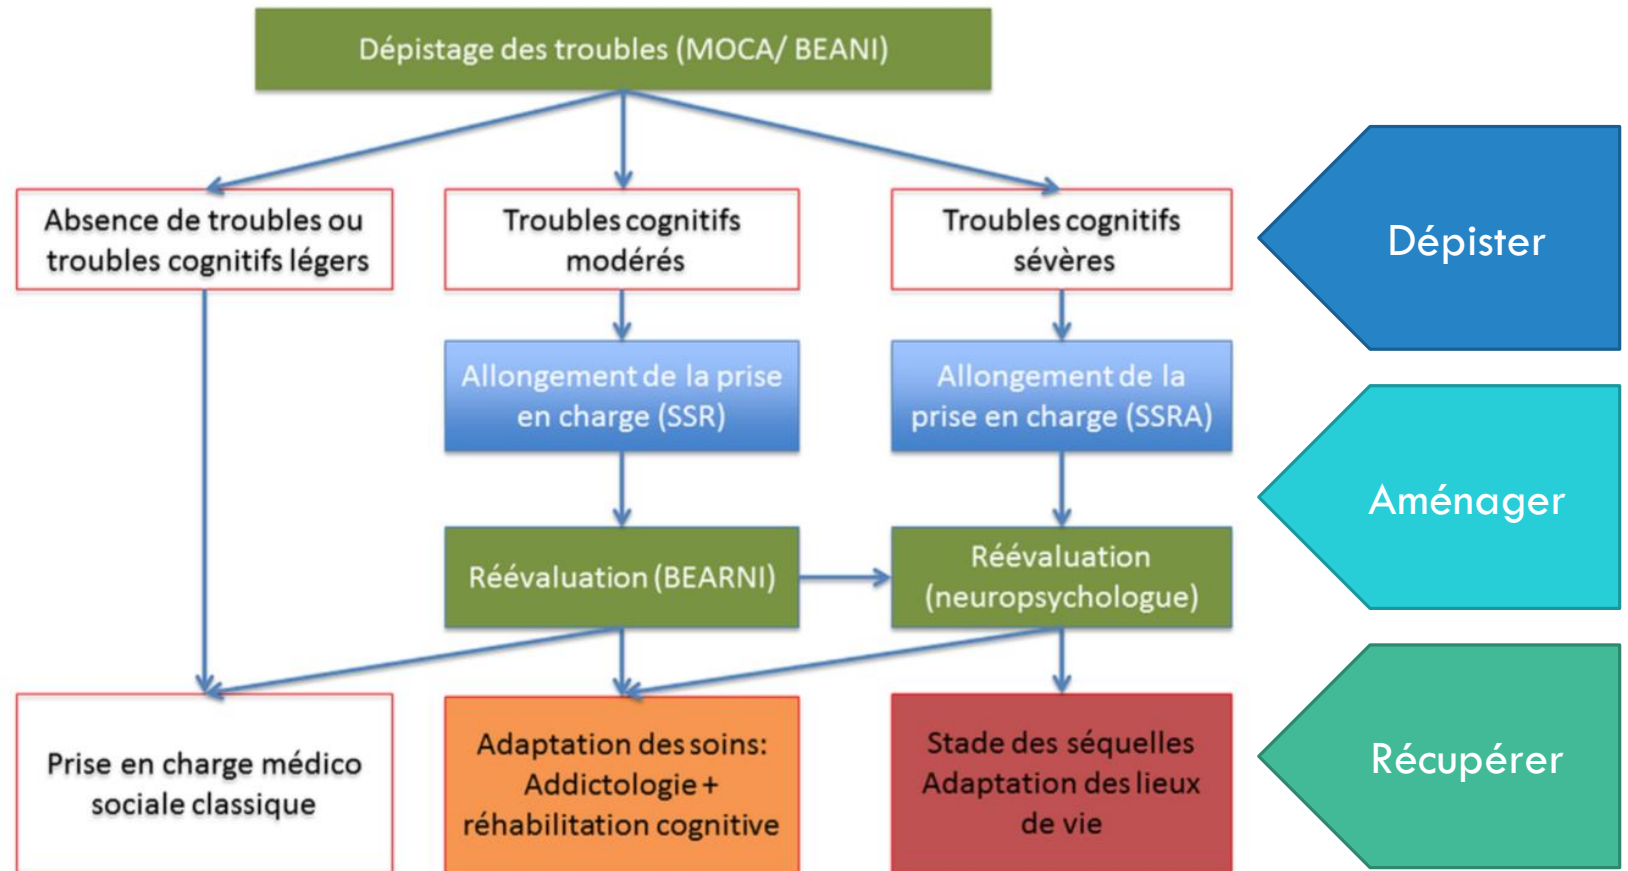 Dépistage des troubles (MOCA/ BEANI)
Absence de troubles ou
troubles cognitifs légers
Troubles cognitifs
modérés
Troubles cognitifs
sévères
Dépister
Allongement de la prise
en charge (SSR)
Allongement de la
prise en charge (SSRA)
Aménager
Réévaluation (BEARNI)
Réévaluation
(neuropsychologue)
Prise en charge médico
sociale classique
Adaptation des soins:
Addictologie +
réhabilitation cognitive
Stade des séquelles
Adaptation des lieux
de vie
Récupérer